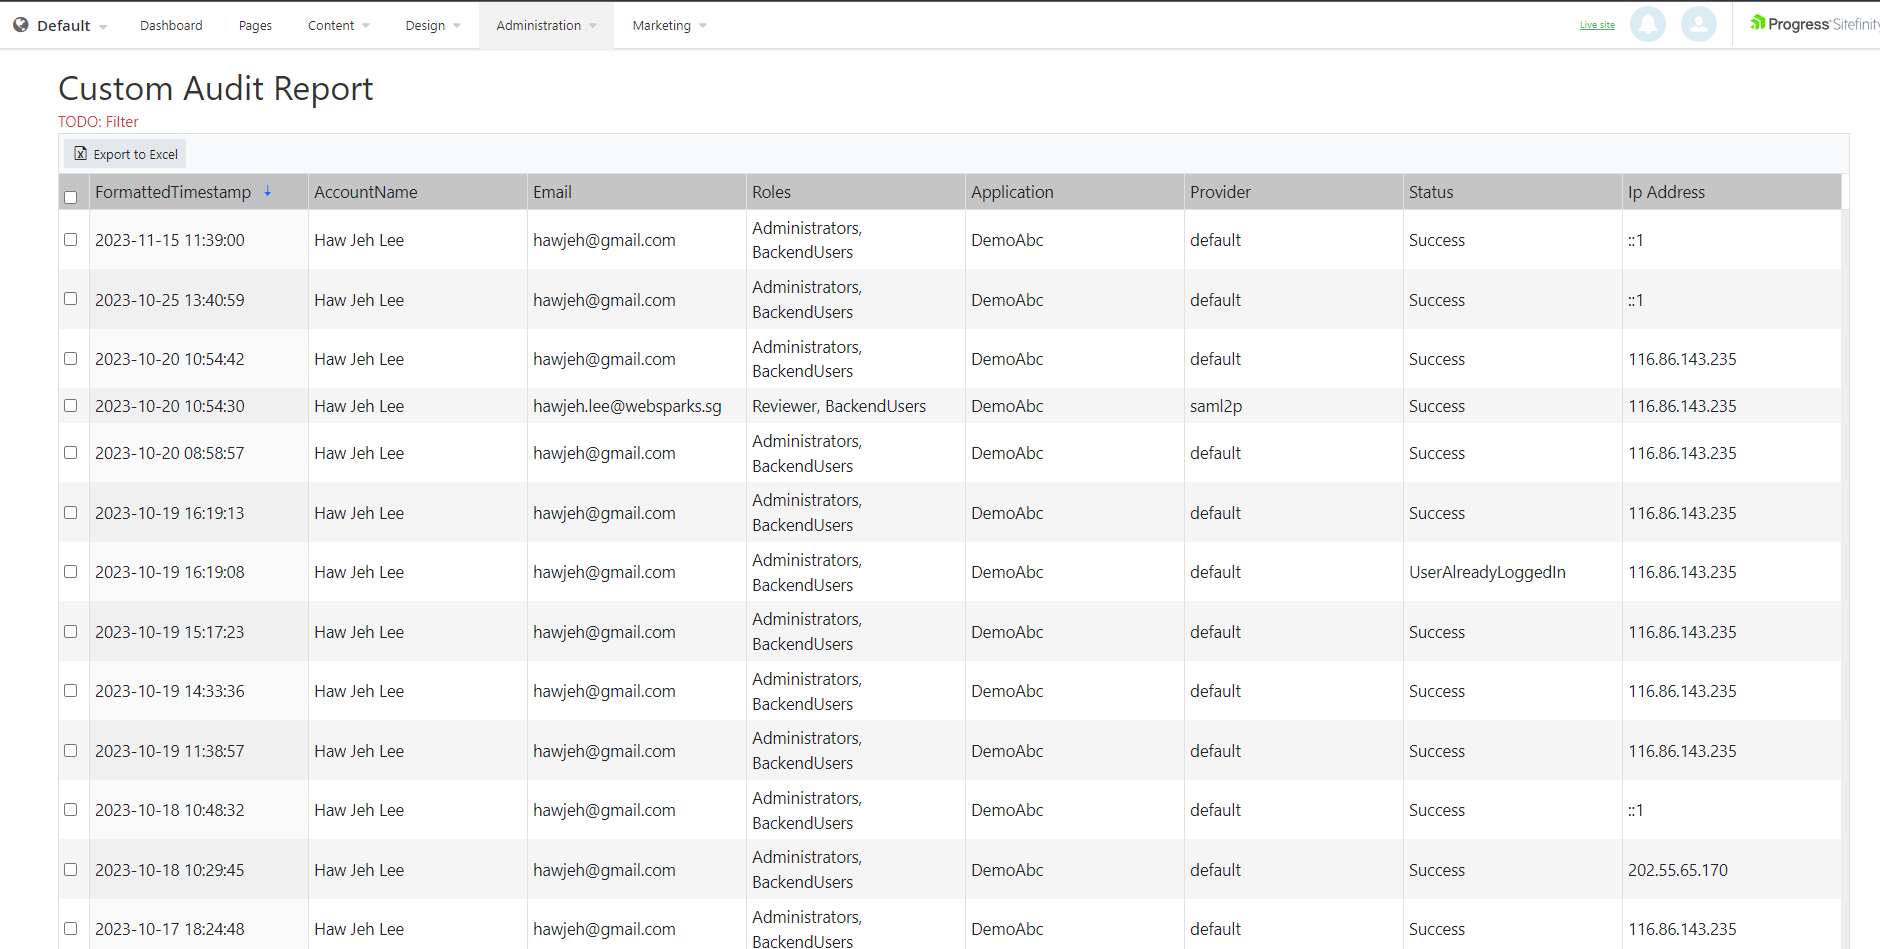 Default Dashboard Pages Content Design Administration Marketing Live site Progress Sitefinity
Custom Audit Report
TODO: Filter
Export to Excel
FormattedTimestamp AccountName Email Roles Application Provider Status Ip Address
2023-11-15 11:39:00 Haw Jeh Lee hawjeh@gmail.com Administrators, BackendUsers DemoAbc default Success ::1
2023-10-25 13:40:59 Haw Jeh Lee hawjeh@gmail.com Administrators, BackendUsers DemoAbc default Success ::1
2023-10-20 10:54:42 Haw Jeh Lee hawjeh@gmail.com Administrators, BackendUsers DemoAbc default Success 116.86.143.235
2023-10-20 10:54:30 Haw Jeh Lee hawjeh.lee@websparks.sg Reviewer, BackendUsers DemoAbc saml2p Success 116.86.143.235
2023-10-20 08:58:57 Haw Jeh Lee hawjeh@gmail.com Administrators, BackendUsers DemoAbc default Success 116.86.143.235
2023-10-19 16:19:13 Haw Jeh Lee hawjeh@gmail.com Administrators, BackendUsers DemoAbc default Success 116.86.143.235
2023-10-19 16:19:08 Haw Jeh Lee hawjeh@gmail.com Administrators, BackendUsers DemoAbc default UserAlreadyLoggedIn 116.86.143.235
2023-10-19 15:17:23 Haw Jeh Lee hawjeh@gmail.com Administrators, BackendUsers DemoAbc default Success 116.86.143.235
2023-10-19 14:33:36 Haw Jeh Lee hawjeh@gmail.com Administrators, BackendUsers DemoAbc default Success 116.86.143.235
2023-10-19 11:38:57 Haw Jeh Lee hawjeh@gmail.com Administrators, BackendUsers DemoAbc default Success 116.86.143.235
2023-10-18 10:48:32 Haw Jeh Lee hawjeh@gmail.com Administrators, BackendUsers DemoAbc default Success ::1
2023-10-18 10:29:45 Haw Jeh Lee hawjeh@gmail.com Administrators, BackendUsers DemoAbc default Success 202.55.65.170
2023-10-17 18:24:48 Haw Jeh Lee hawjeh@gmail.com Administrators, BackendUsers DemoAbc default Success 116.86.143.235